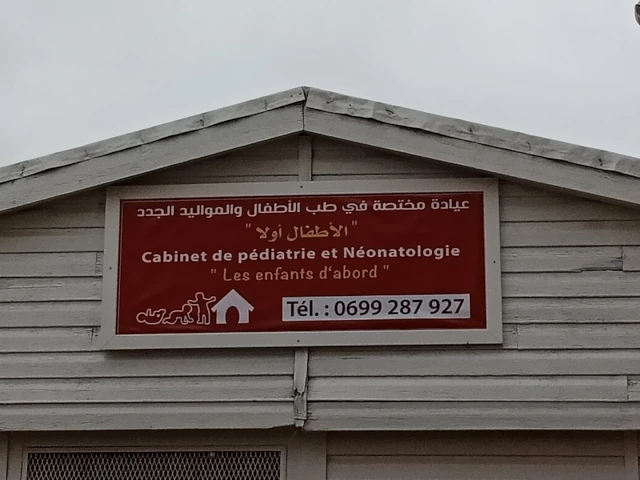 عيادة مختصة في طب الأطفال والمواليد الجدد
" الأطفال أولا "
Cabinet de pédiatrie et Néonatologie
" Les enfants d'abord "
Tél. : 0699 287 927